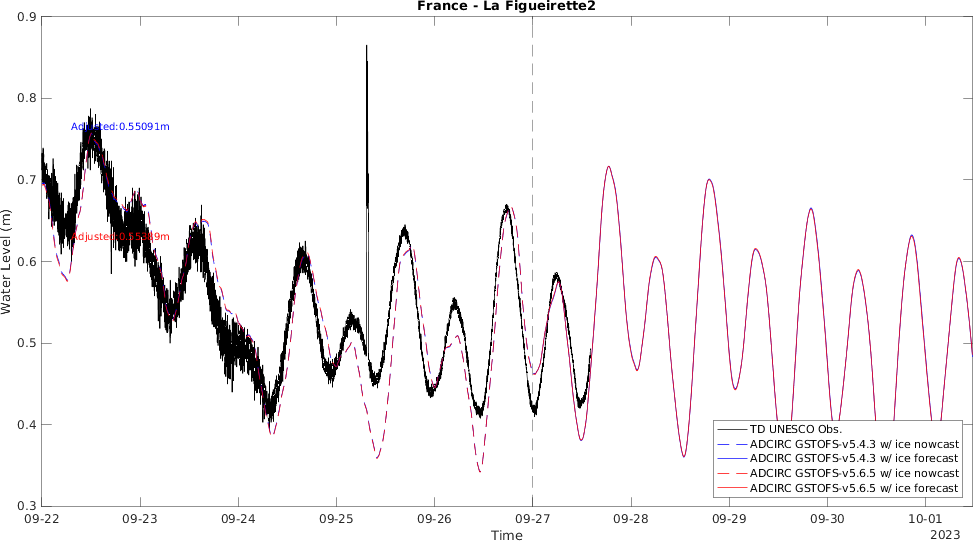 France - La Figueirette2
0.9
0.8
0.7
0.6
0.5
0.4
0.3
Water Level (m)
Adjusted:0.55091m
TD UNESCO Obs.
ADCIRC GSTOFS-v5.4.3 w/ ice nowcast
ADCIRC GSTOFS-v5.4.3 w/ ice forecast
ADCIRC GSTOFS-v5.6.5 w/ ice nowcast
ADCIRC GSTOFS-v5.6.5 w/ ice forecast
09-22 09-23 09-24 09-25 09-26 09-27 09-28 09-29 09-30 10-01
Time
2023